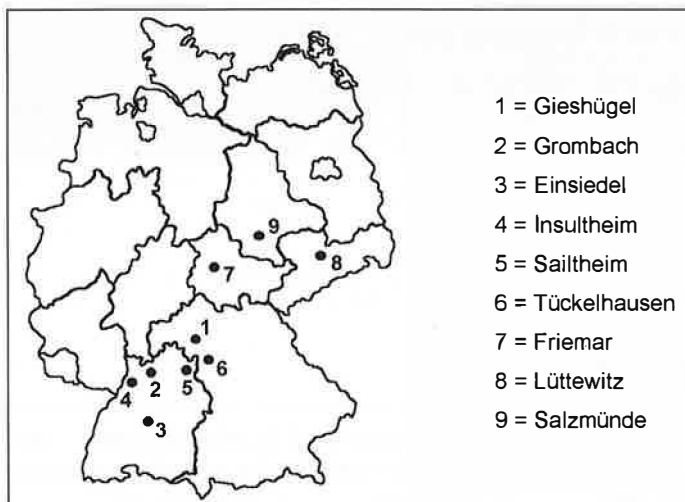 1 = Gieshügel
2 = Grombach
3 = Einsiedel
4 = Insultheim
5 = Sailtheim
6 = Tückelhausen
7 = Friemar
8 = Lüttewitz
9 = Salzmünde
9
8
7
1
6
2
5
4
3